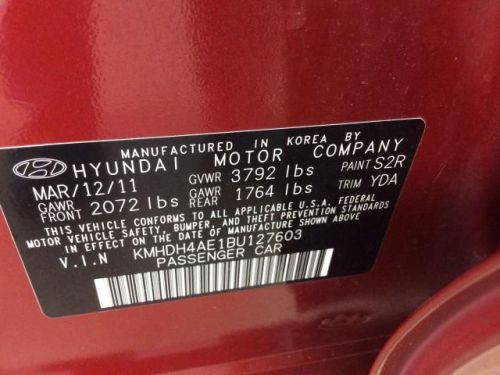 MANUFACTURED IN KOREA BY
HYUNDAI MOTOR COMPANY
MAR/12/11 GVWR 3792 lbs PAINT S2R
GAWR FRONT 2072 lbs GAWR REAR 1764 lbs TRIM YDA
THIS VEHICLE CONFORMS TO ALL APPLICABLE U.S.A. FEDERAL
MOTOR VEHICLE SAFETY, BUMPER, AND THEFT PREVENTION STANDARDS
IN EFFECT ON THE DATE OF MANUFACTURE SHOWN ABOVE.
V.I.N KMHDH4AE1BU127603
PASSENGER CAR